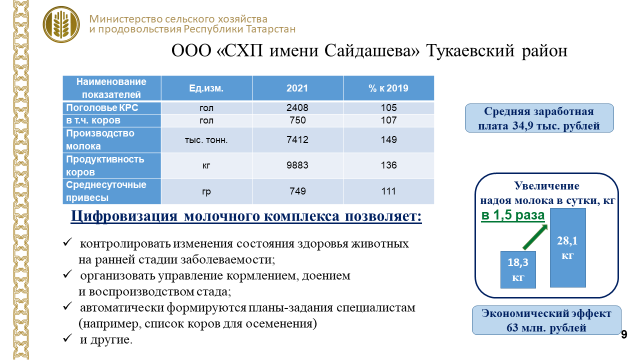 Министерство сельского хозяйства
и продовольствия Республики Татарстан
ООО «СХП имени Сайдашева» Тукаевский район
Наименование показателей Ед.изм. 2021 % к 2019
Поголовье КРС гол 2408 105
в т.ч. коров гол 750 107
Производство молока тыс. тонн. 7412 149
Продуктивность коров кг 9883 136
Среднесуточные привесы гр 749 111
Средняя заработная
плата 34,9 тыс. рублей
Цифровизация молочного комплекса позволяет:
✓ контролировать изменения состояния здоровья животных
на ранней стадии заболеваемости;
✓ организовать управление кормлением, доением
и воспроизводством стада;
✓ автоматически формируются планы-задания специалистам
(например, список коров для осеменения)
✓ и другие.
Увеличение
надоя молока в сутки, кг
в 1,5 раза
18,3
кг
28,1
кг
Экономический эффект
63 млн. рублей
9